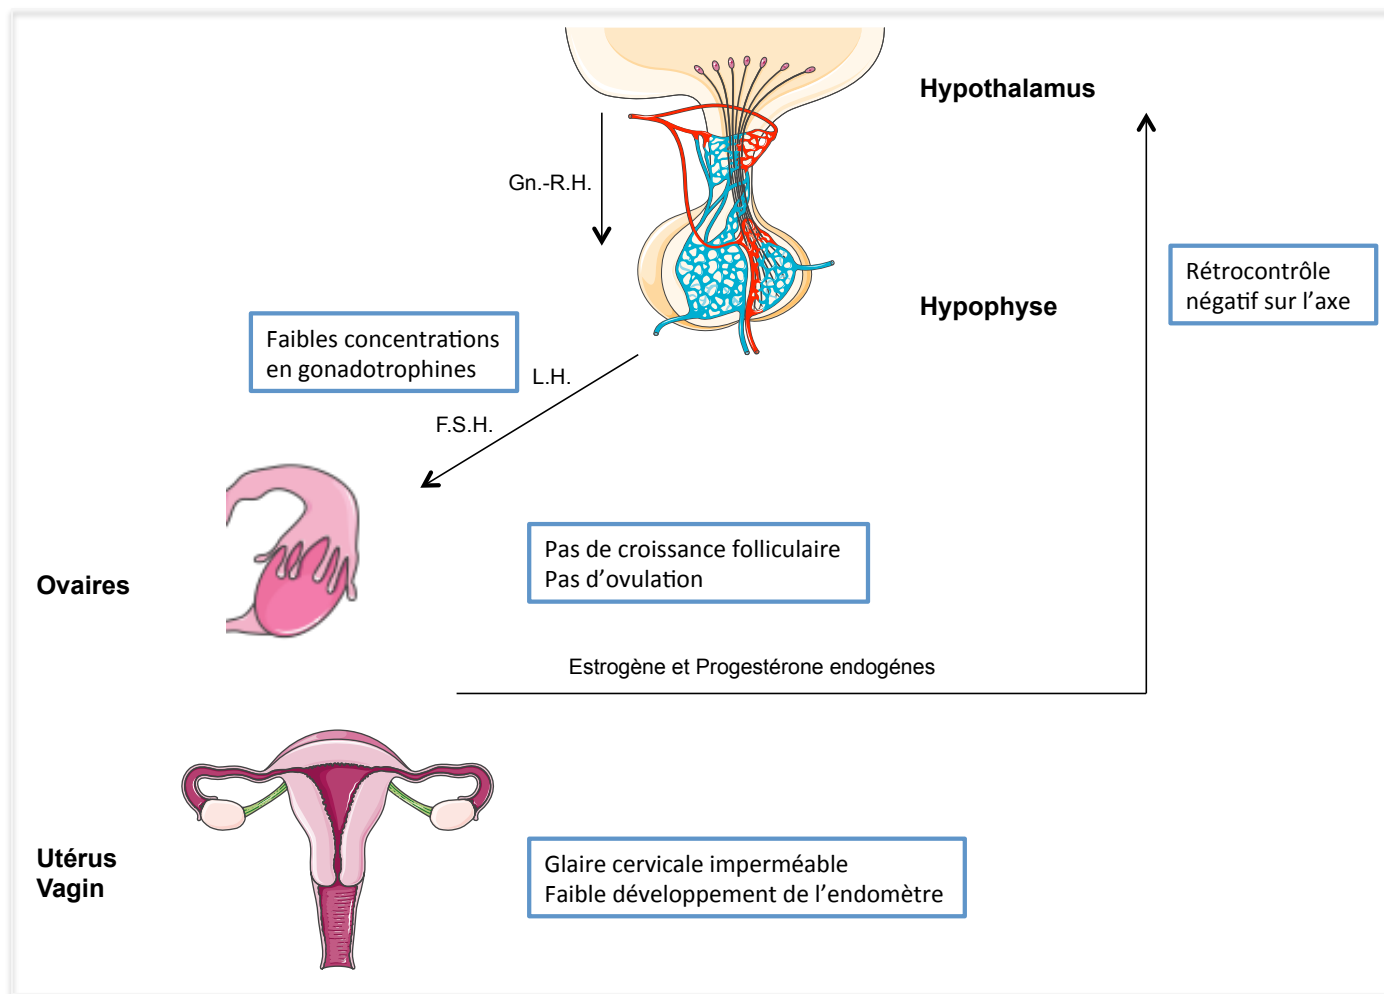 Hypothalamus
Gn.-R.H.
Rétrocontrôle
négatif sur l’axe
Hypophyse
Faibles concentrations
en gonadotrophines
L.H.
F.S.H.
Pas de croissance folliculaire
Pas d’ovulation
Ovaires
Estrogène et Progestérone endogénes
Utérus
Vagin
Glaire cervicale imperméable
Faible développement de l’endomètre